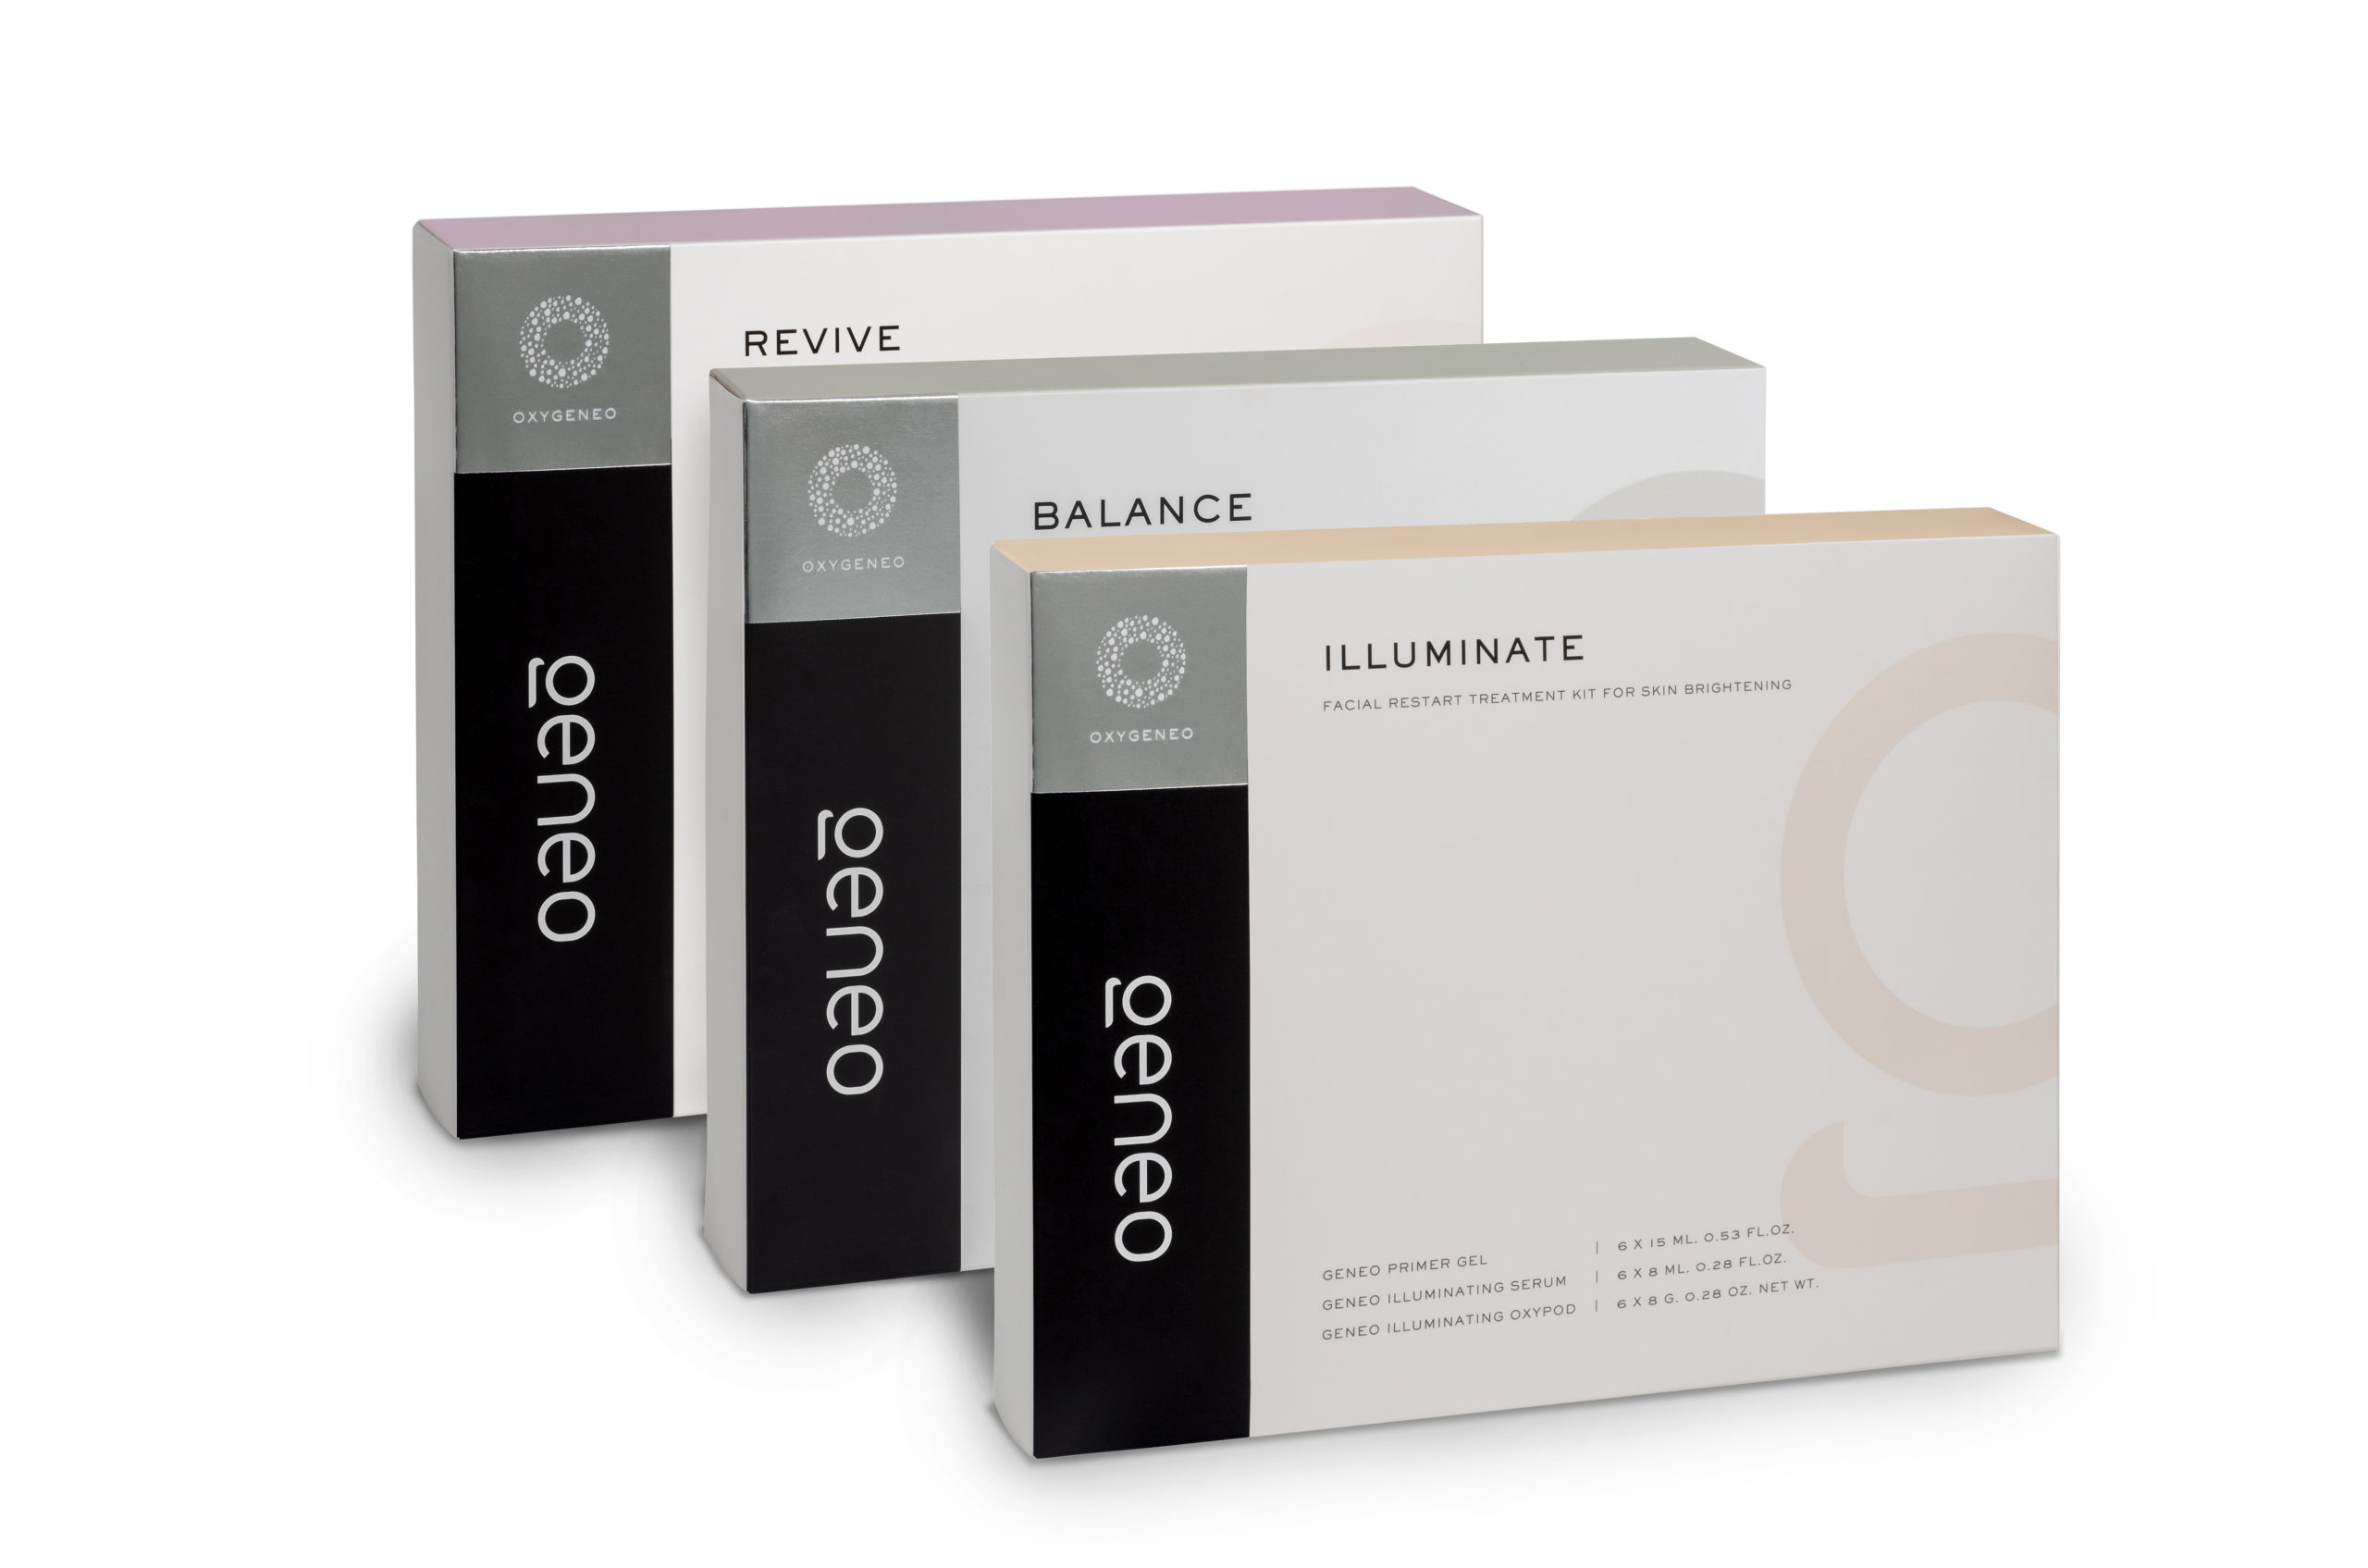 OXYGENEO
geneo
REVIVE
OXYGENEO
geneo
BALANCE
OXYGENEO
geneo
ILLUMINATE
FACIAL RESTART TREATMENT KIT FOR SKIN BRIGHTENING
GENEO PRIMER GEL | 6 X 15 ML. 0.53 FL.OZ.
GENEO ILLUMINATING SERUM | 6 X 8 ML. 0.28 FL.OZ.
GENEO ILLUMINATING OXYPOD | 6 X 8 G. 0.28 OZ. NET WT.